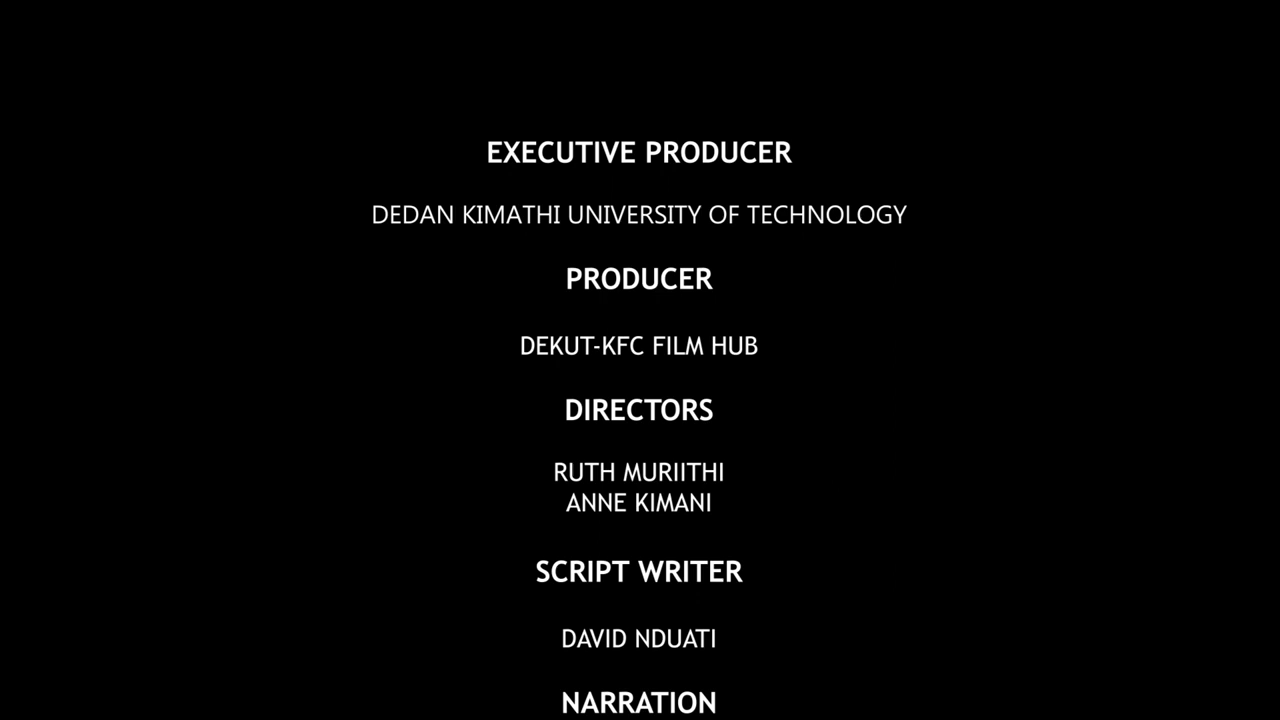 EXECUTIVE PRODUCER
DEDAN KIMATHI UNIVERSITY OF TECHNOLOGY
PRODUCER
DEKUT-KFC FILM HUB
DIRECTORS
RUTH MURIITHI
ANNE KIMANI
SCRIPT WRITER
DAVID NDUATI
NARRATION